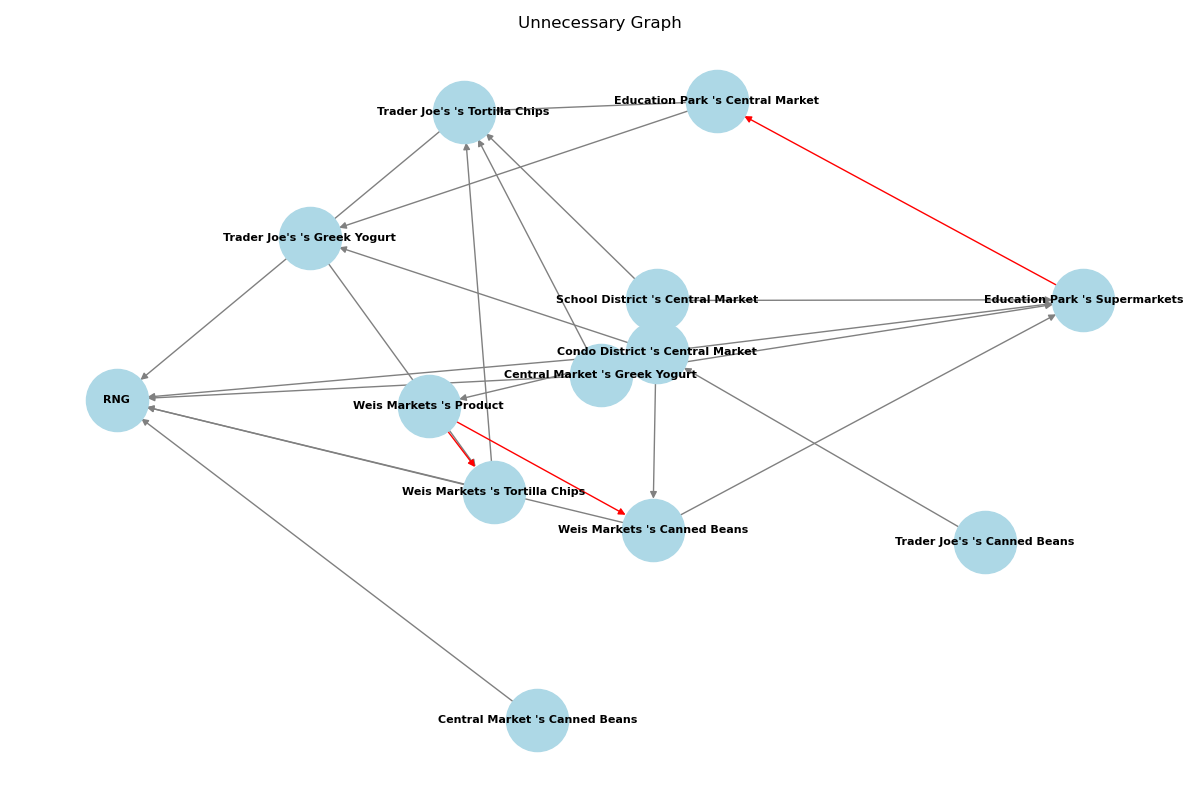 Unnecessary Graph
Education Park 's Central Market
Trader Joe's 's Tortilla Chips
Trader Joe's 's Greek Yogurt
School District 's Central Market
Education Park 's Supermarkets
Condo District 's Central Market
Central Market 's Greek Yogurt
RNG
Weis Markets 's Product
Weis Markets 's Tortilla Chips
Weis Markets 's Canned Beans
Trader Joe's 's Canned Beans
Central Market 's Canned Beans